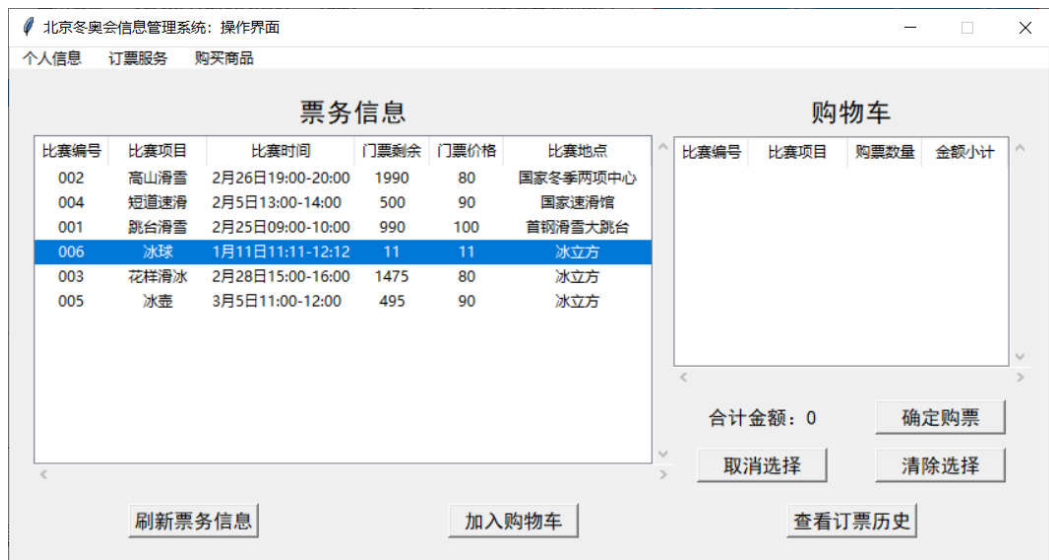 北京冬奥会信息管理系统：操作界面
个人信息 订票服务 购买商品
票务信息
比赛编号 比赛项目 比赛时间 门票剩余 门票价格 比赛地点
002 高山滑雪 2月26日19:00-20:00 1990 80 国家冬季两项中心
004 短道速滑 2月5日13:00-14:00 500 90 国家速滑馆
001 跳台滑雪 2月25日09:00-10:00 990 100 首钢滑雪大跳台
006 冰球 1月11日11:11-12:12 11 11 冰立方
003 花样滑冰 2月28日15:00-16:00 1475 80 冰立方
005 冰壶 3月5日11:00-12:00 495 90 冰立方
购物车
比赛编号 比赛项目 购票数量 金额小计
合计金额：0 确定购票
取消选择 清除选择
刷新票务信息 加入购物车 查看订票历史